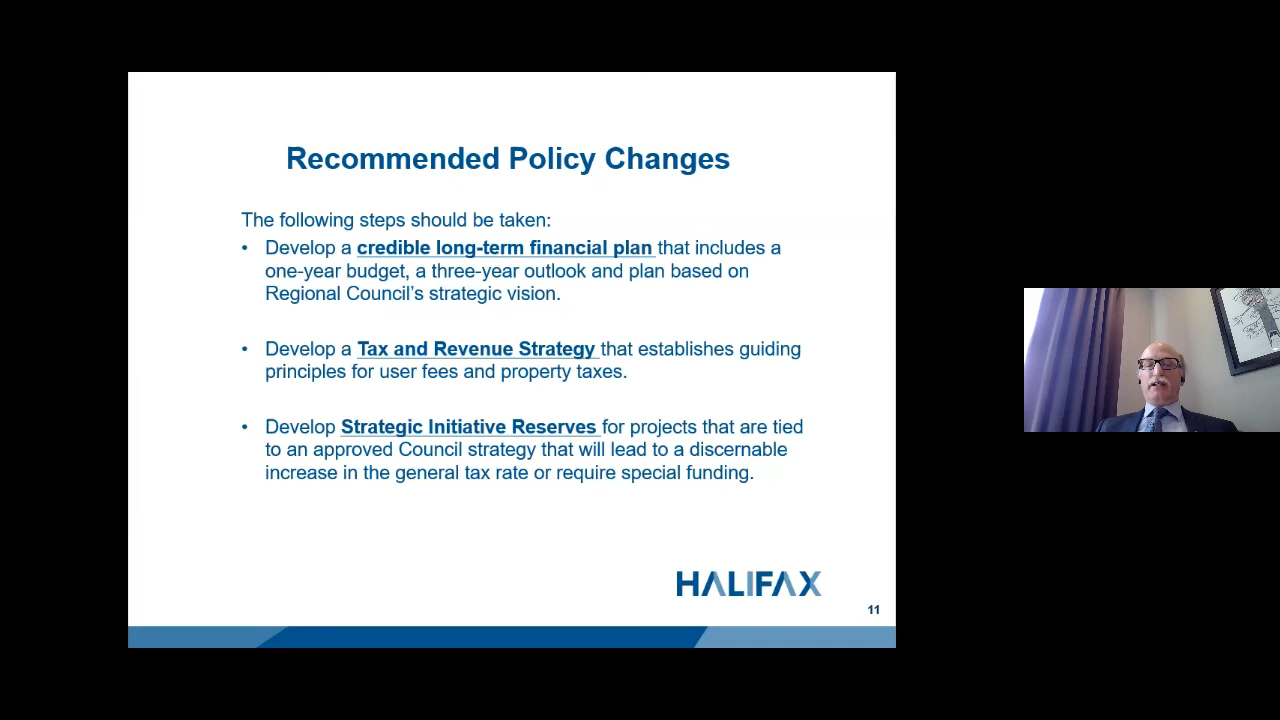 Recommended Policy Changes
The following steps should be taken:
• Develop a credible long-term financial plan that includes a
one-year budget, a three-year outlook and plan based on
Regional Council's strategic vision.
• Develop a Tax and Revenue Strategy that establishes guiding
principles for user fees and property taxes.
• Develop Strategic Initiative Reserves for projects that are tied
to an approved Council strategy that will lead to a discernable
increase in the general tax rate or require special funding.
HALIFAX
11